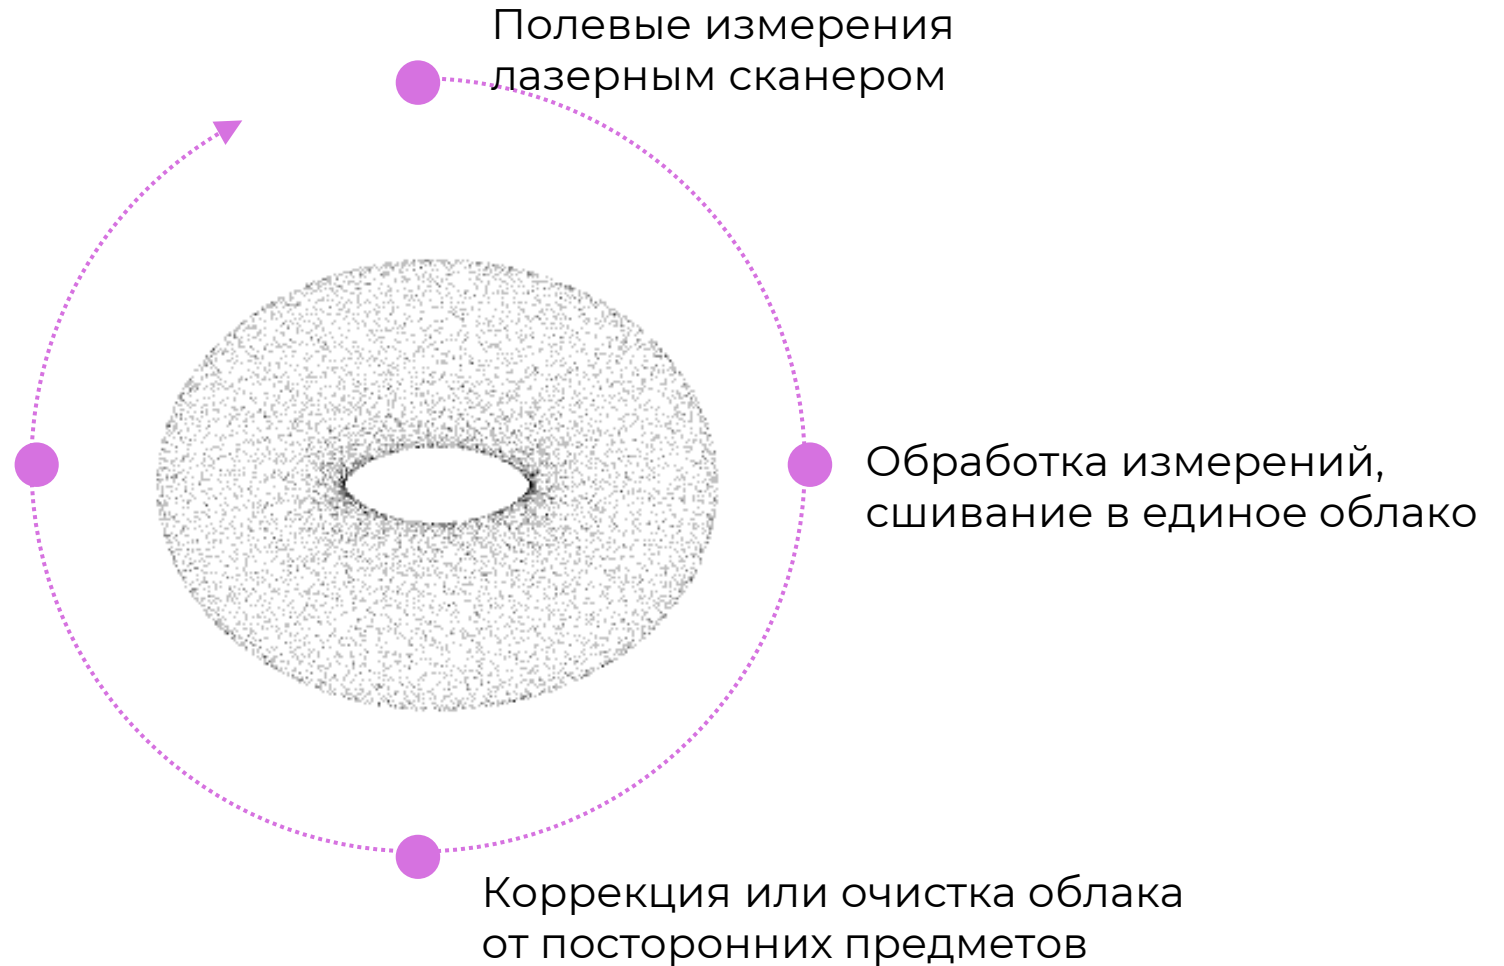 Полевые измерения
лазерным сканером
Обработка измерений,
сшивание в единое облако
Коррекция или очистка облака
от посторонних предметов